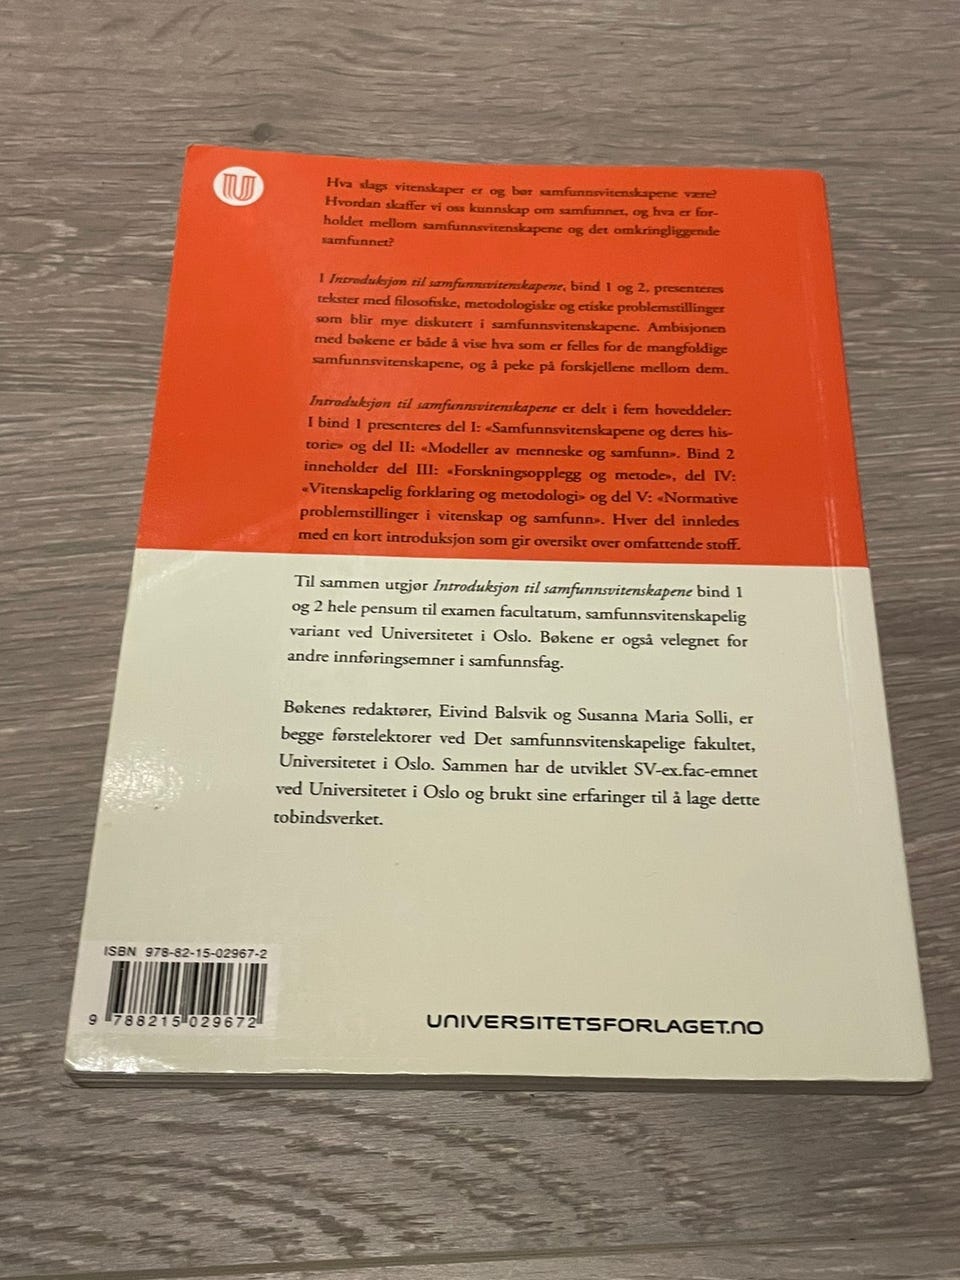 U
Hva slags vitenskaper er og bør samfunnsvitenskapene være?
Hvordan skaffer vi oss kunnskap om samfunnet, og hva er for-
holdet mellom samfunnsvitenskapene og det omkringliggende
samfunnet?
I Introduksjon til samfunnsvitenskapene, bind 1 og 2, presenteres
tekster med filosofiske, metodologiske og etiske problemstillinger
som blir mye diskutert i samfunnsvitenskapene. Ambisjonen
med bøkene er både å vise hva som er felles for de mangfoldige
samfunnsvitenskapene, og å peke på forskjellene mellom dem.
Introduksjon til samfunnsvitenskapene er delt i fem hoveddeler:
I bind 1 presenteres del I: «Samfunnsvitenskapene og deres his-
torie» og del II: «Modeller av menneske og samfunn». Bind 2
inneholder del III: «Forskningsopplegg og metode», del IV:
«Vitenskapelig forklaring og metodologi» og del V: «Normative
problemstillinger i vitenskap og samfunn». Hver del innledes
med en kort introduksjon som gir oversikt over omfattende stoff.
Til sammen utgjør Introduksjon til samfunnsvitenskapene bind 1
og 2 hele pensum til examen facultatum, samfunnsvitenskapelig
variant ved Universitetet i Oslo. Bøkene er også velegnet for
andre innføringsemner i samfunnsfag.
Bøkenes redaktører, Eivind Balsvik og Susanna Maria Solli, er
begge førstelektorer ved Det samfunnsvitenskapelige fakultet,
Universitetet i Oslo. Sammen har de utviklet SV-ex.fac-emnet
ved Universitetet i Oslo og brukt sine erfaringer til å lage dette
tobindsverket.
ISBN 978-82-15-02967-2
9 788215 029672
UNIVERSITETSFORLAGET.NO